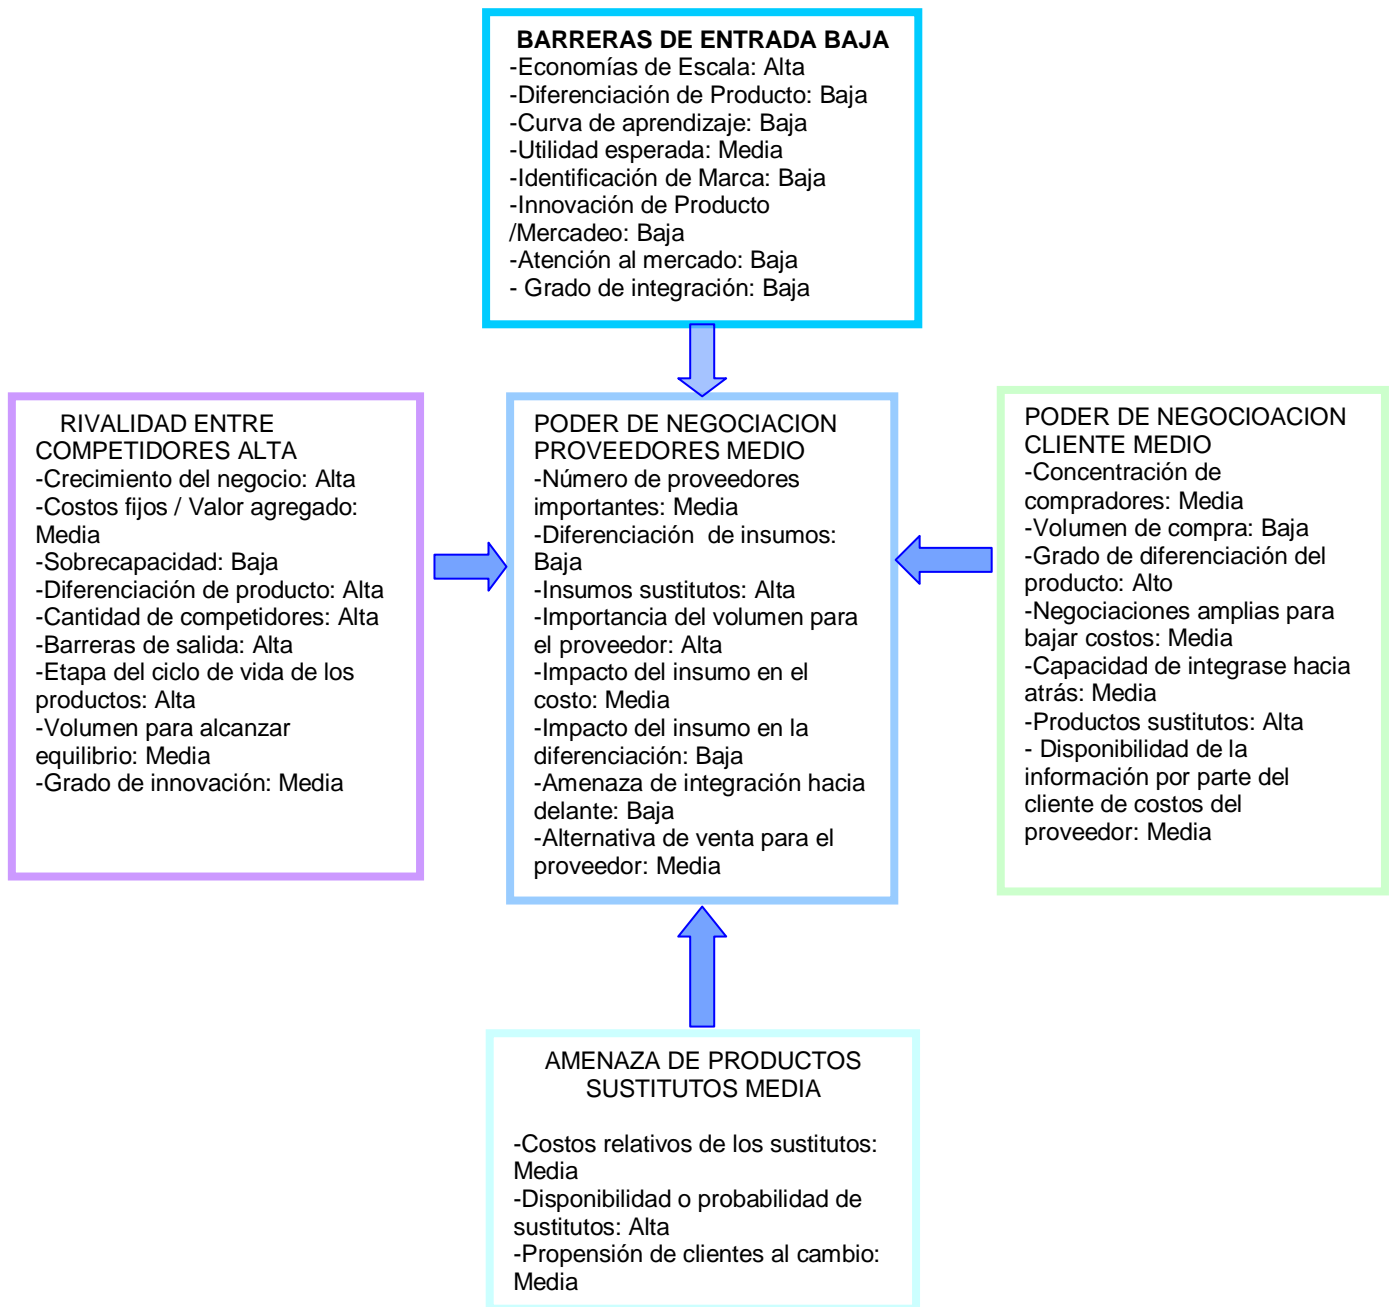 BARRERAS DE ENTRADA BAJA
-Economías de Escala: Alta
-Diferenciación de Producto: Baja
-Curva de aprendizaje: Baja
-Utilidad esperada: Media
-Identificación de Marca: Baja
-Innovación de Producto
/Mercadeo: Baja
-Atención al mercado: Baja
- Grado de integración: Baja
RIVALIDAD ENTRE
COMPETIDORES ALTA
-Crecimiento del negocio: Alta
-Costos fijos / Valor agregado:
Media
-Sobrecapacidad: Baja
-Diferenciación de producto: Alta
-Cantidad de competidores: Alta
-Barreras de salida: Alta
-Etapa del ciclo de vida de los
productos: Alta
-Volumen para alcanzar
equilibrio: Media
-Grado de innovación: Media
PODER DE NEGOCIACION
PROVEEDORES MEDIO
-Número de proveedores
importantes: Media
-Diferenciación  de insumos:
Baja
-Insumos sustitutos: Alta
-Importancia del volumen para
el proveedor: Alta
-Impacto del insumo en el
costo: Media
-Impacto del insumo en la
diferenciación: Baja
-Amenaza de integración hacia
delante: Baja
-Alternativa de venta para el
proveedor: Media
PODER DE NEGOCIOACION
CLIENTE MEDIO
-Concentración de
compradores: Media
-Volumen de compra: Baja
-Grado de diferenciación del
producto: Alto
-Negociaciones amplias para
bajar costos: Media
-Capacidad de integrase hacia
atrás: Media
-Productos sustitutos: Alta
- Disponibilidad de la
información por parte del
cliente de costos del
proveedor: Media
AMENAZA DE PRODUCTOS
SUSTITUTOS MEDIA
-Costos relativos de los sustitutos:
Media
-Disponibilidad o probabilidad de
sustitutos: Alta
-Propensión de clientes al cambio:
Media